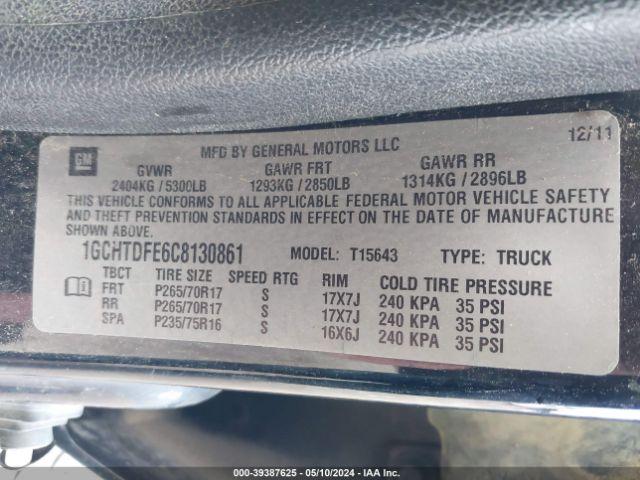 12/11
GM
MFD BY GENERAL MOTORS LLC
GVWR GAWR FRT GAWR RR
2404KG / 5300LB 1293KG / 2850LB 1314KG / 2896LB
THIS VEHICLE CONFORMS TO ALL APPLICABLE FEDERAL MOTOR VEHICLE SAFETY
AND THEFT PREVENTION STANDARDS IN EFFECT ON THE DATE OF MANUFACTURE
SHOWN ABOVE.
1GCHTDFE6C8130861 MODEL: T15643 TYPE: TRUCK
TBCT TIRE SIZE SPEED RTG RIM COLD TIRE PRESSURE
FRT P265/70R17 S 17X7J 240 KPA 35 PSI
RR P265/70R17 S 17X7J 240 KPA 35 PSI
SPA P235/75R16 S 16X6J 240 KPA 35 PSI
000-39387625 - 05/10/2024 - IAA Inc.